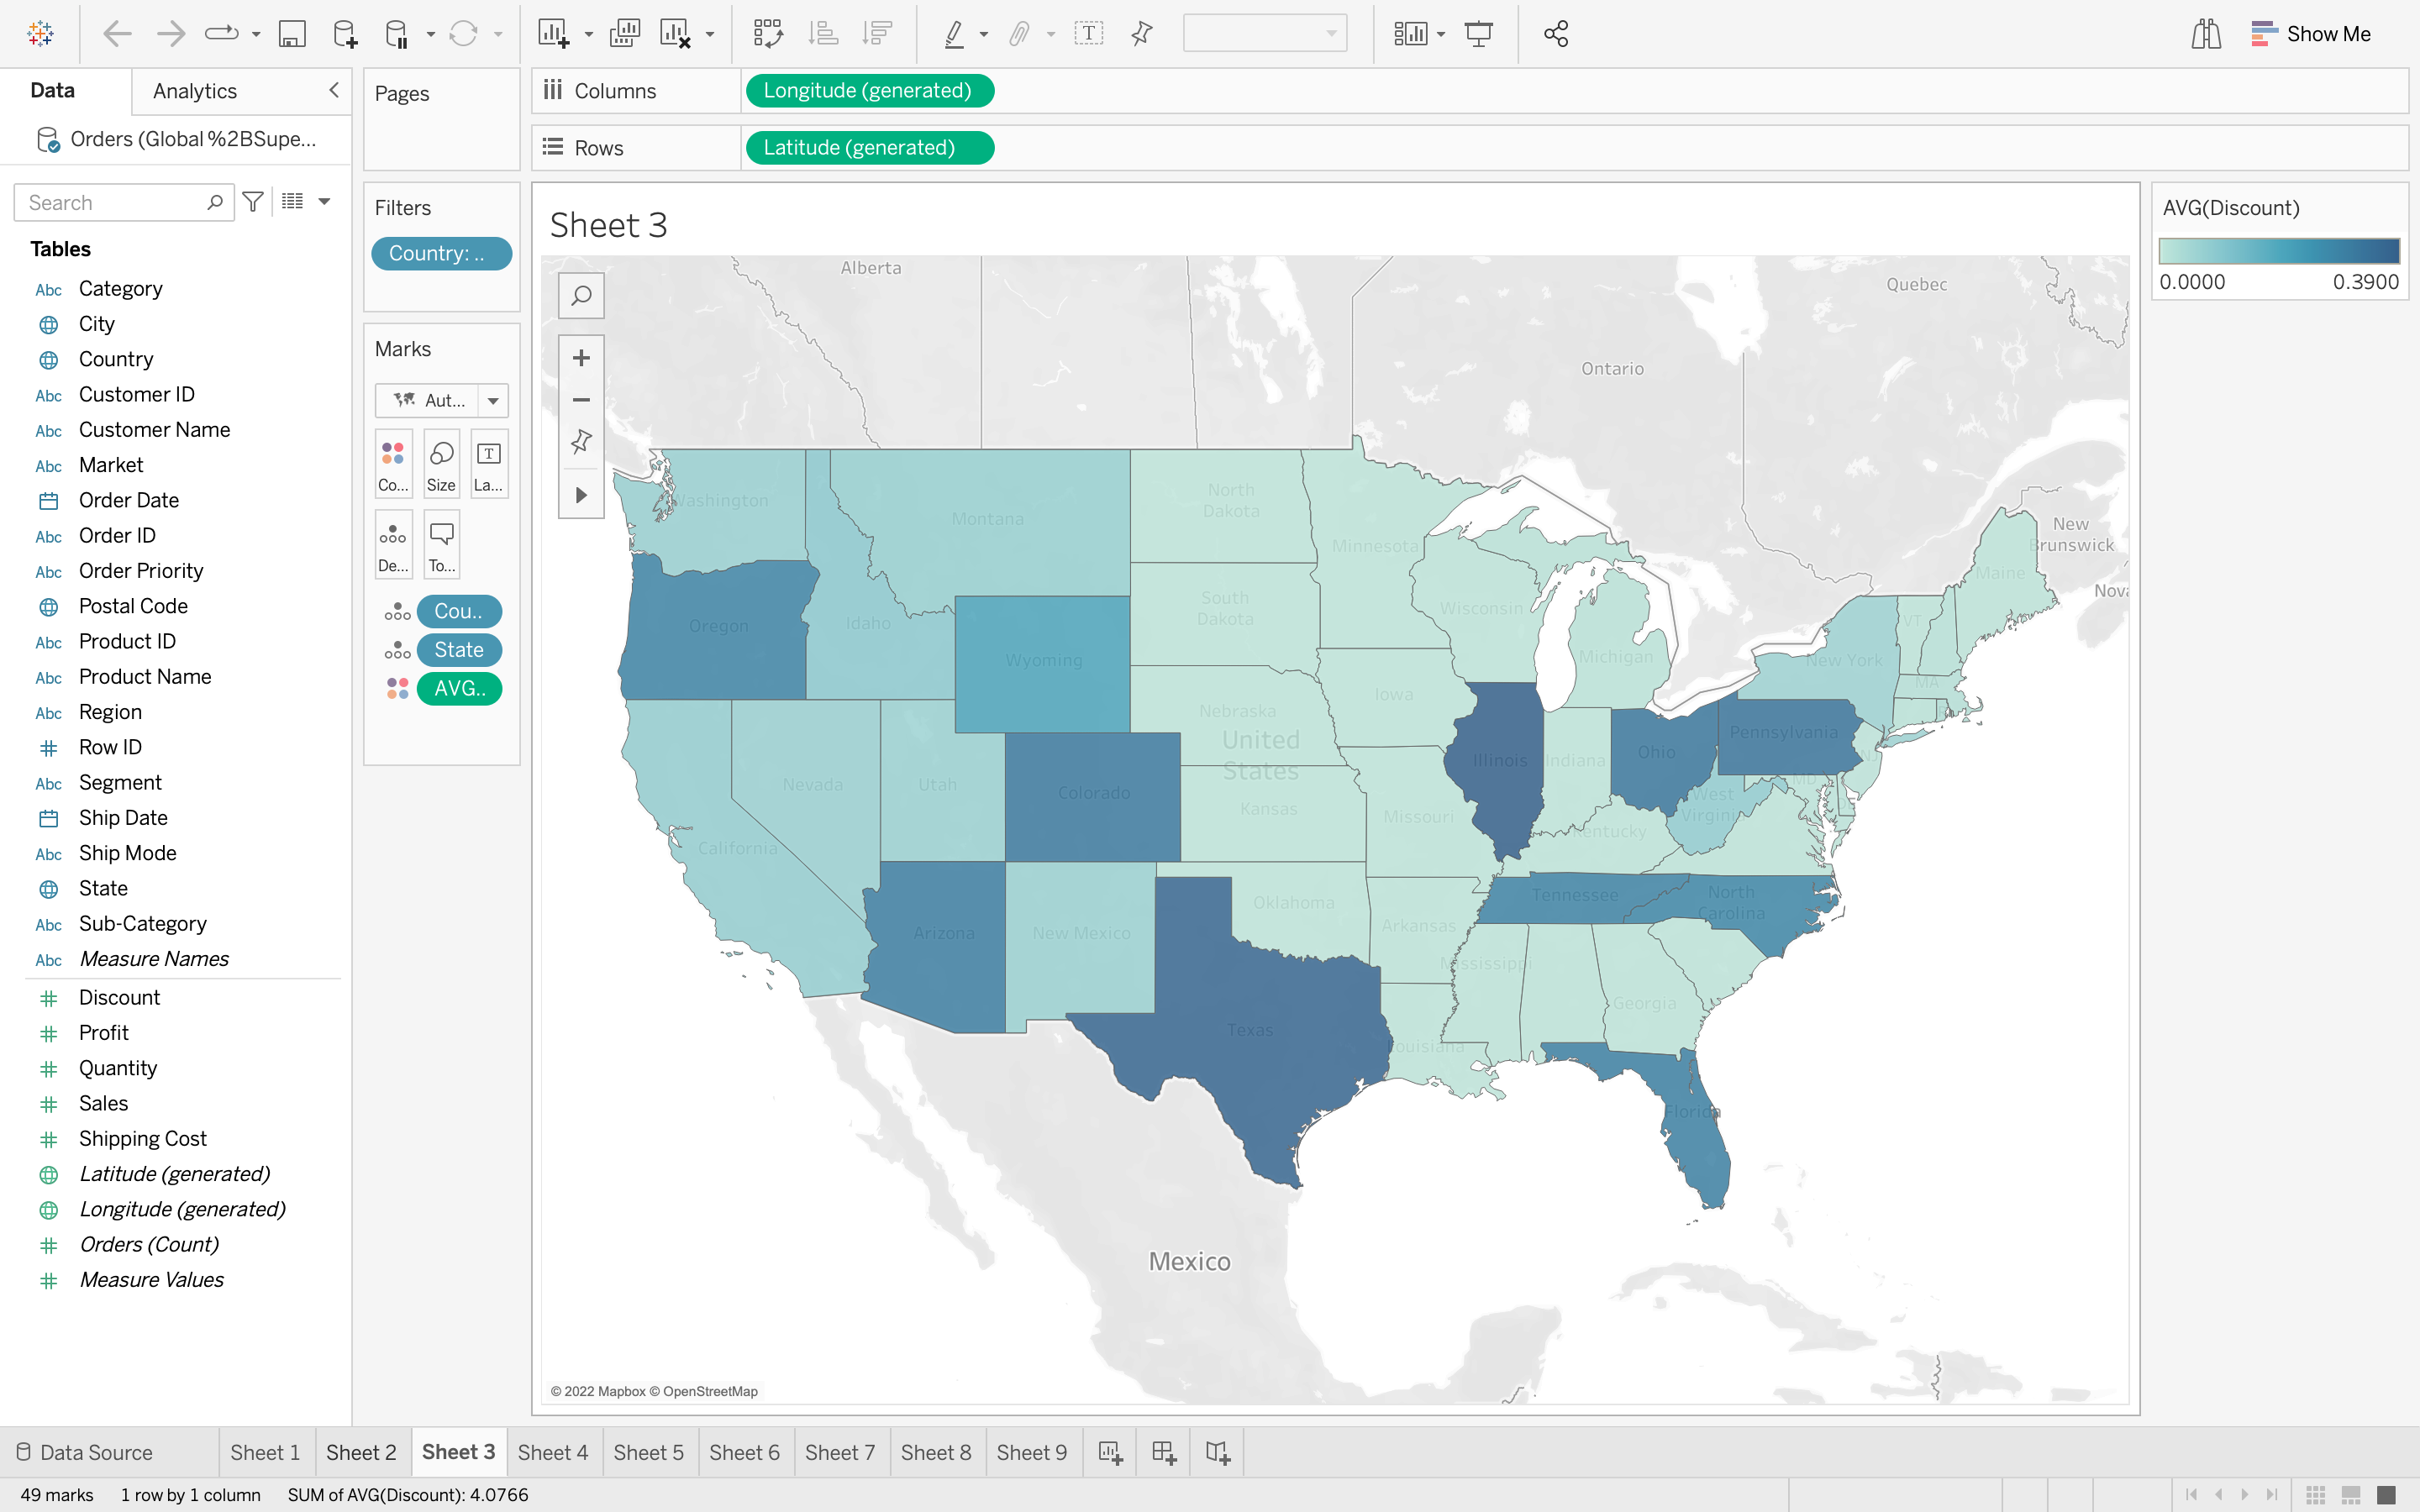 Show Me
Data
Analytics
Orders (Global %2BSupe...
Search
Tables
Abc Category
City
Country
Abc Customer ID
Abc Customer Name
Abc Market
Order Date
Abc Order ID
Abc Order Priority
Postal Code
Abc Product ID
Abc Product Name
Abc Region
Row ID
Abc Segment
Ship Date
Abc Ship Mode
State
Abc Sub-Category
Abc Measure Names
Discount
Profit
Quantity
Sales
Shipping Cost
Latitude (generated)
Longitude (generated)
Orders (Count)
Measure Values
Pages
Filters
Country: ..
Marks
Aut...
Co...
Size
La...
De...
To...
Cou..
State
AVG..
Columns
Longitude (generated)
Rows
Latitude (generated)
Sheet 3
Alberta
Quebec
Ontario
New
Brunswick
Nova
Washington
Montana
North
Dakota
Minnesota
Maine
Oregon
Idaho
South
Dakota
Wisconsin
VT
Wyoming
Michigan
New York
MA
Iowa
Nebraska
United
States
Pennsylvania
Illinois
Indiana
Ohio
NJ
Nevada
Utah
Colorado
Kansas
Missouri
West
Virginia
MD
DE
California
Kentucky
Oklahoma
Tennessee
North
Carolina
Arizona
New Mexico
Arkansas
Mississippi
Georgia
Texas
Louisiana
Florida
Mexico
© 2022 Mapbox © OpenStreetMap
AVG(Discount)
0.0000
0.3900
Data Source
Sheet 1
Sheet 2
Sheet 3
Sheet 4
Sheet 5
Sheet 6
Sheet 7
Sheet 8
Sheet 9
49 marks
1 row by 1 column
SUM of AVG(Discount): 4.0766